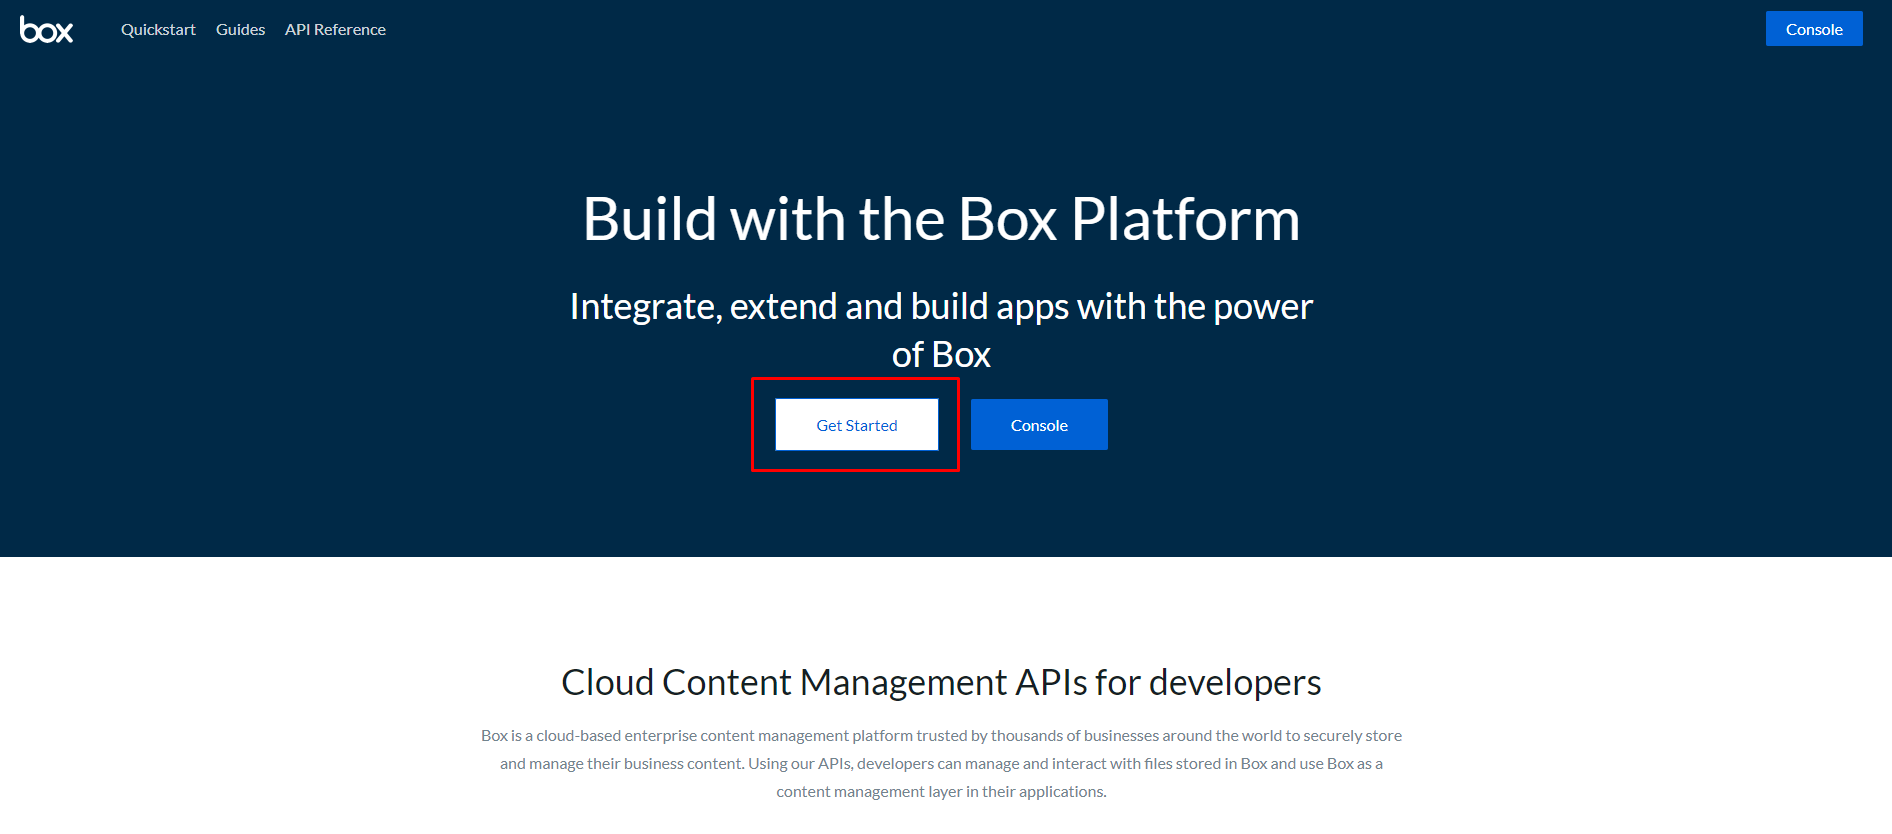 box
Quickstart Guides API Reference
Console
Build with the Box Platform
Integrate, extend and build apps with the power
of Box
Get Started
Console
Cloud Content Management APIs for developers
Box is a cloud-based enterprise content management platform trusted by thousands of businesses around the world to securely store
and manage their business content. Using our APIs, developers can manage and interact with files stored in Box and use Box as a
content management layer in their applications.